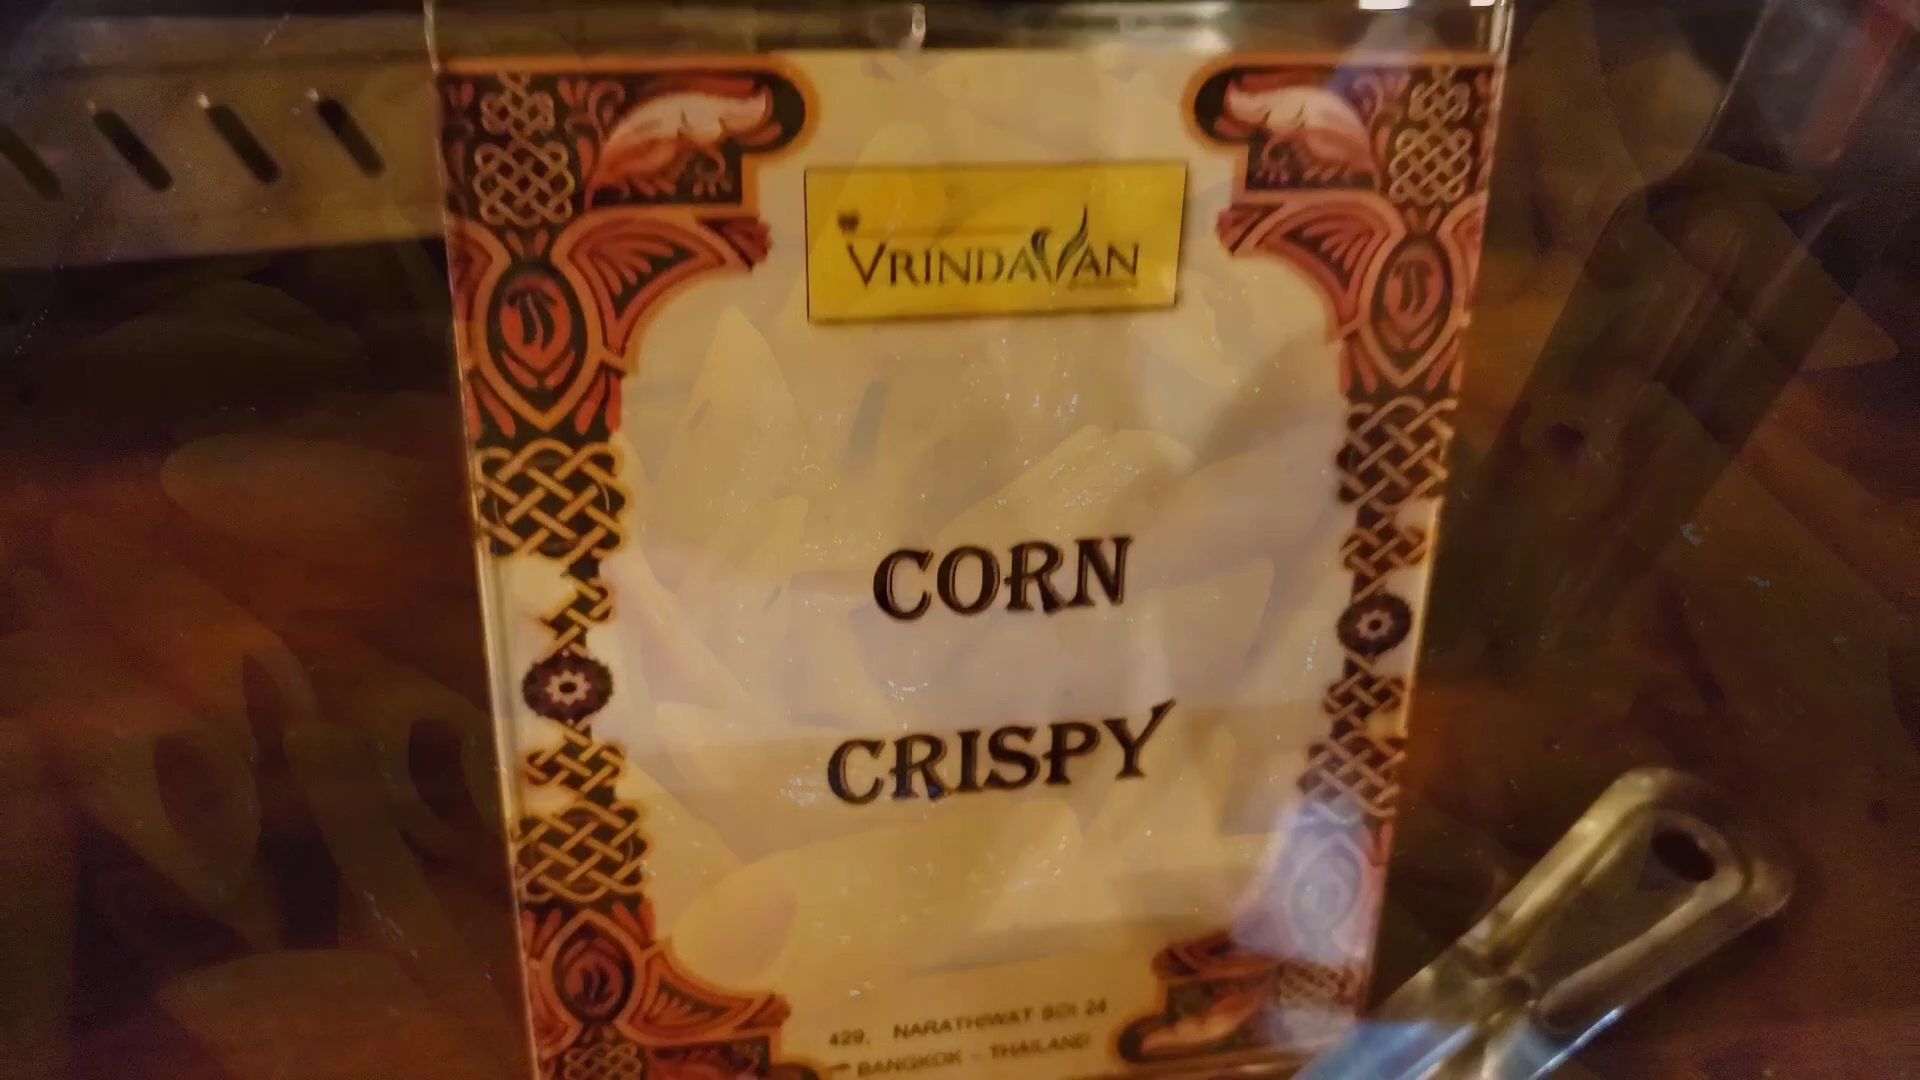 VRINDAVAN
CORN
CRISPY
429, NARATHIWAT SOI 24
BANGKOK - THAILAND